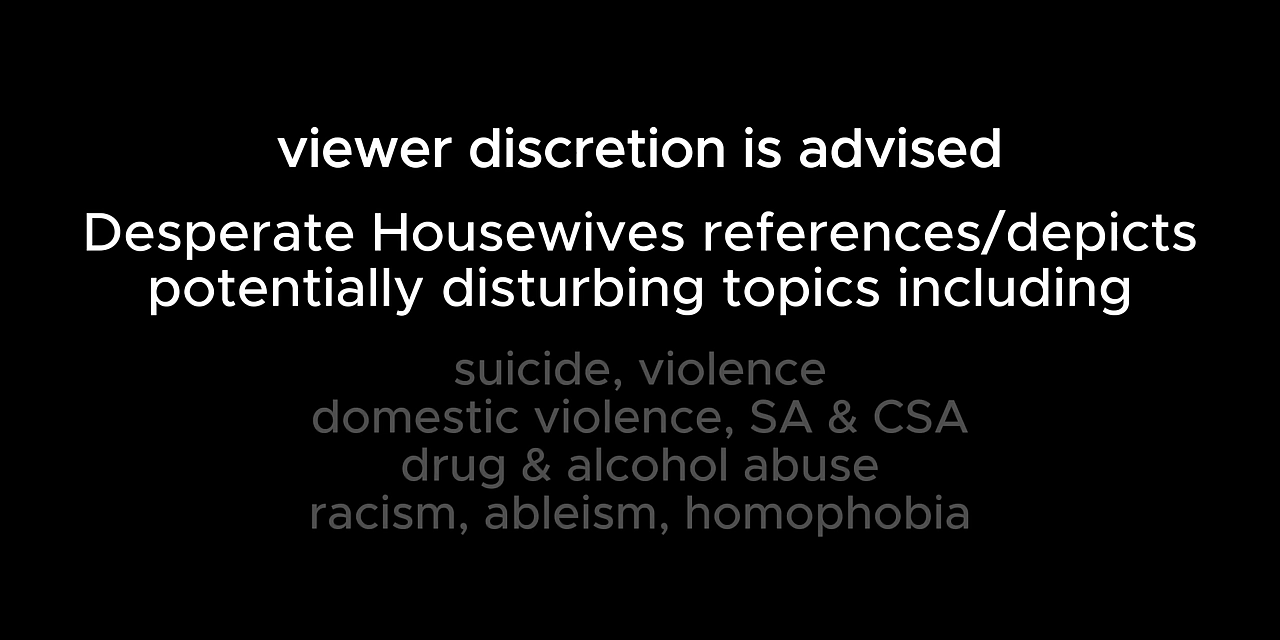 viewer discretion is advised
Desperate Housewives references/depicts
potentially disturbing topics including
suicide, violence
domestic violence, SA & CSA
drug & alcohol abuse
racism, ableism, homophobia